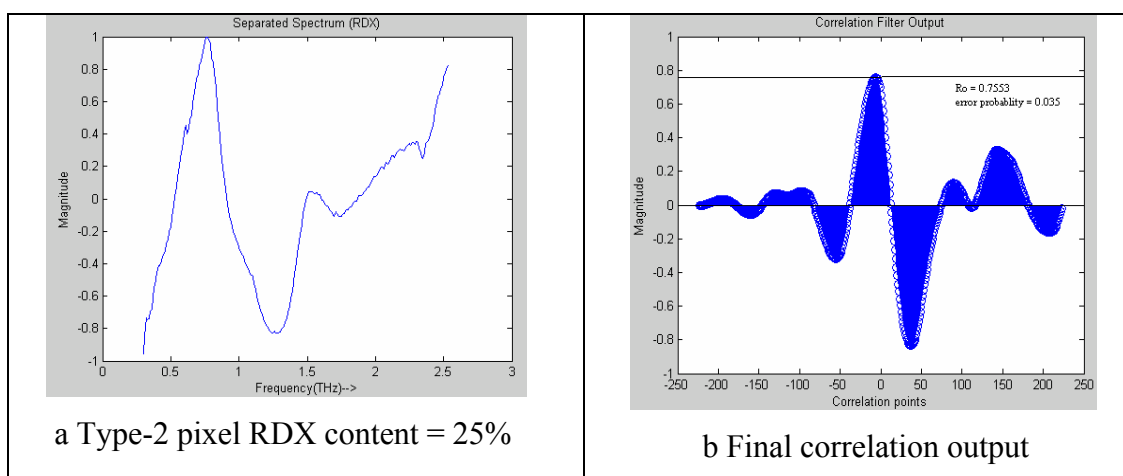 Separated Spectrum (RDX)
1
0.8
0.6
0.4
0.2
0
-0.2
-0.4
-0.6
-0.8
-1
Magnitude
0 0.5 1 1.5 2 2.5 3
Frequency(THz)-->
a Type-2 pixel RDX content = 25%
Correlation Filter Output
1
0.8
0.6
0.4
0.2
0
-0.2
-0.4
-0.6
-0.8
-1
Magnitude
Ro = 0.7553
error probablity = 0.035
-250 -200 -150 -100 -50 0 50 100 150 200 250
Correlation points
b Final correlation output